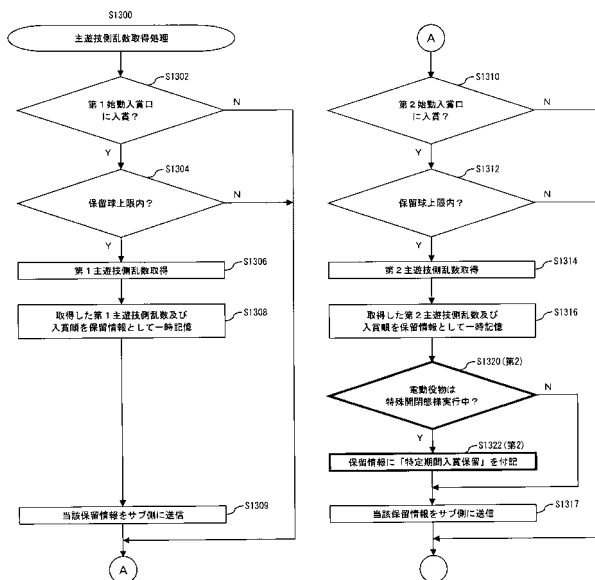 S1300
主遊技側乱数取得処理
S1302
第1始動入賞口
に入賞?
N
Y
S1304
保留球上限内?
N
Y
S1306
第1主遊技側乱数取得
S1308
取得した第1主遊技側乱数及び
入賞順を保留情報として一時記憶
S1309
当該保留情報をサブ側に送信
A
A
S1310
第2始動入賞口
に入賞?
N
Y
S1312
保留球上限内?
N
Y
S1314
第2主遊技側乱数取得
S1316
取得した第2主遊技側乱数及び
入賞順を保留情報として一時記憶
S1320(第2)
電動役物は
特殊開閉態様実行中?
N
Y
S1322(第2)
保留情報に「特定期間入賞保留」を付記
S1317
当該保留情報をサブ側に送信